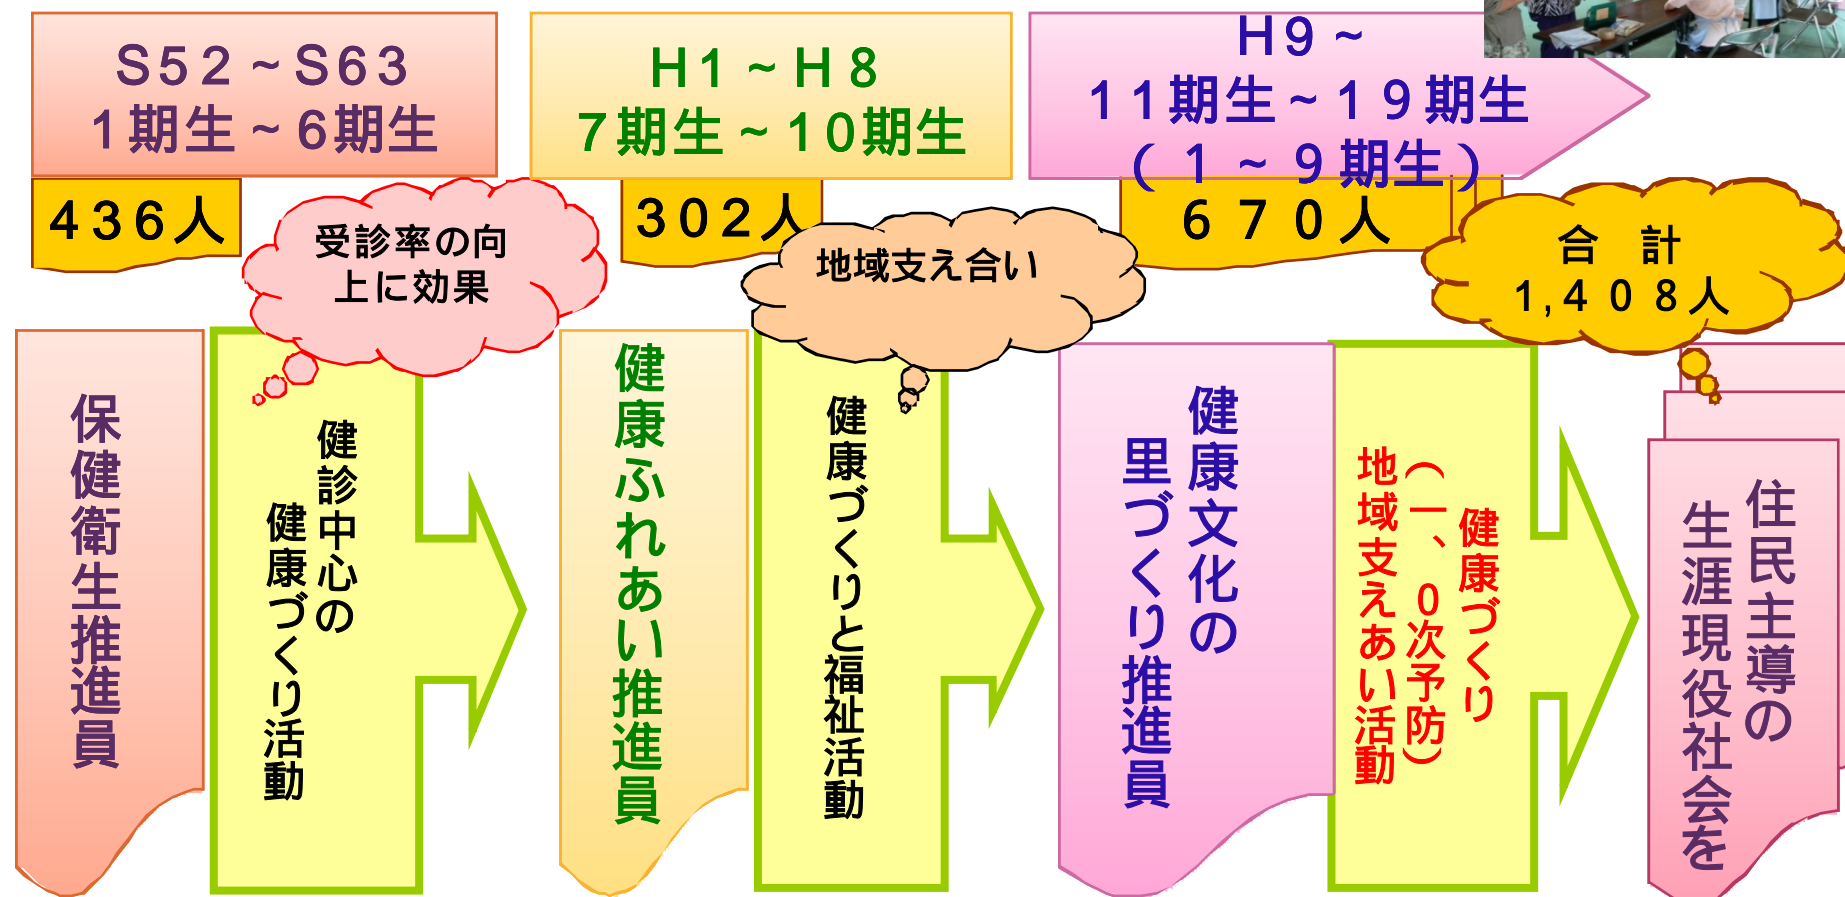 Ｓ５２～Ｓ６３
１期生～６期生
Ｈ１～Ｈ８
７期生～１０期生
Ｈ９～
１１期生～１９期生
（１～９期生）
４３６人
３０２人
６７０人
受診率の向
上に効果
地域支え合い
合　計
１,４０８人
保健衛生推進員
健診中心の
健康づくり活動
健康ふれあい推進員
健康づくりと福祉活動
健康文化の
里づくり推進員
健康づくり
（一、０次予防）
地域支えあい活動
住民主導の
生涯現役社会を